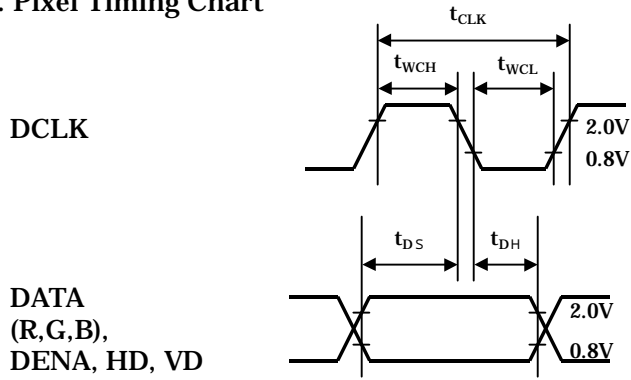 . Pixel Timing Chart
tCLK
tWCH tWCL
DCLK
2.0V
0.8V
tDS tDH
DATA
2.0V
(R,G,B),
0.8V
DENA, HD, VD